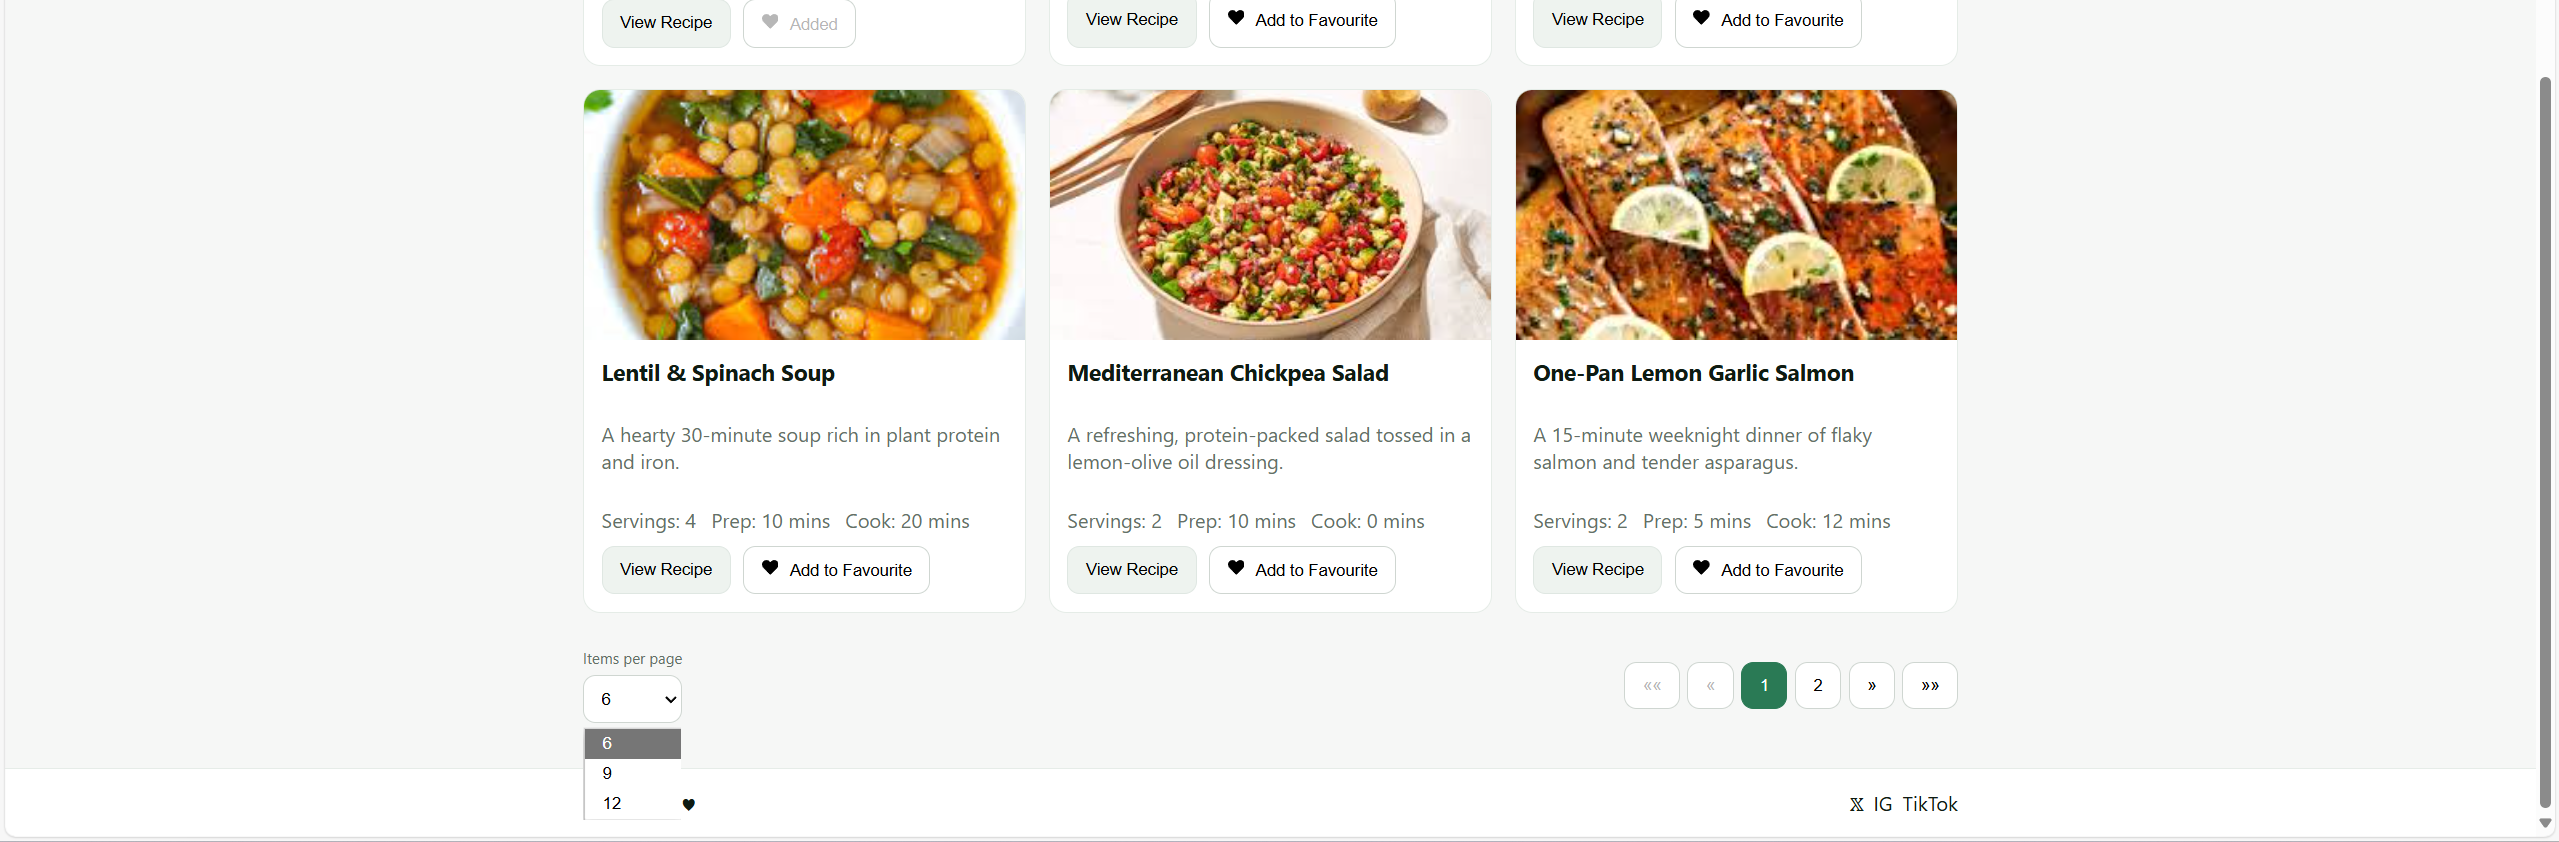 View Recipe ♥ Added
View Recipe ♥ Add to Favourite
View Recipe ♥ Add to Favourite
Lentil & Spinach Soup
A hearty 30-minute soup rich in plant protein
and iron.
Servings: 4 Prep: 10 mins Cook: 20 mins
View Recipe ♥ Add to Favourite
Mediterranean Chickpea Salad
A refreshing, protein-packed salad tossed in a
lemon-olive oil dressing.
Servings: 2 Prep: 10 mins Cook: 0 mins
View Recipe ♥ Add to Favourite
One-Pan Lemon Garlic Salmon
A 15-minute weeknight dinner of flaky
salmon and tender asparagus.
Servings: 2 Prep: 5 mins Cook: 12 mins
View Recipe ♥ Add to Favourite
Items per page
6
6
9
12
«« « 1 2 » »»
♥
𝕏 IG TikTok